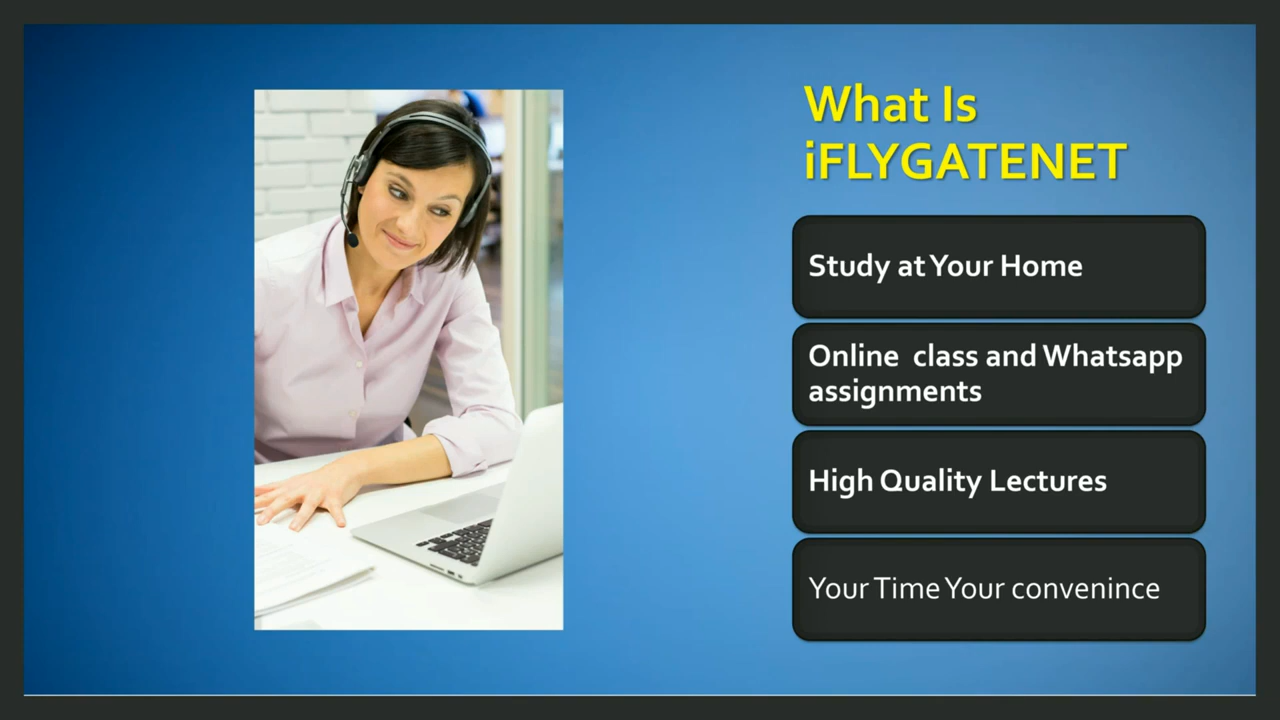 What Is
iFLYGATENET
Study at Your Home
Online class and Whatsapp
assignments
High Quality Lectures
Your Time Your convenince